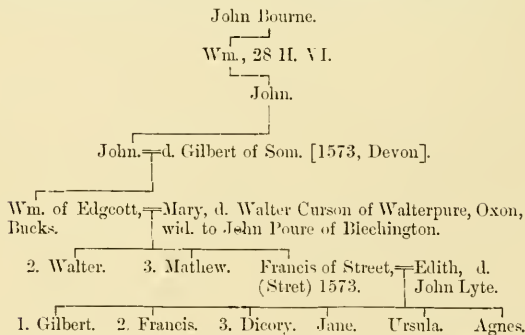 John Bourne.
Wm., 28 H. VI.
John.
John.=d. Gilbert of Som. [1573, Devon].
Wm. of Edgcott,=Mary, d. Walter Curson of Walterpure, Oxon,
Bucks. wid. to John Poure of Blechington.
2. Walter. 3. Mathew. Francis of Street,=Edith, d.
(Stret) 1573. John Lyte.
1. Gilbert. 2. Francis. 3. Dicory. Jane. Ursula. Agnes.